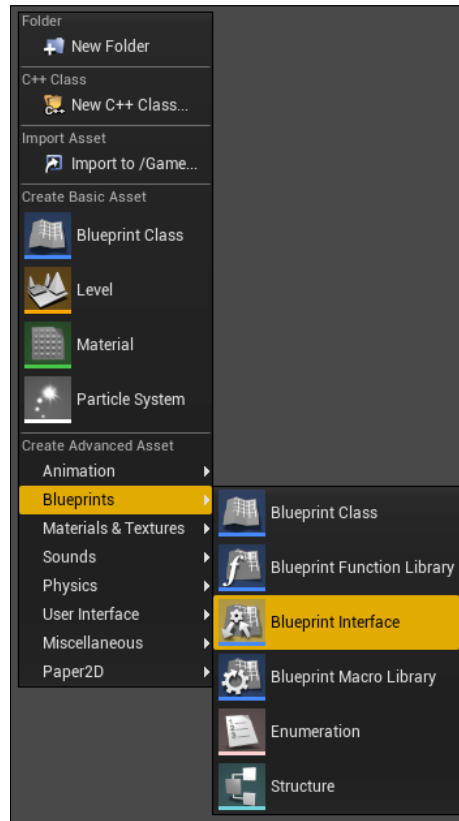 Folder
New Folder
C++ Class
C++
New C++ Class...
Import Asset
Import to /Game...
Create Basic Asset
Blueprint Class
Level
Material
Particle System
Create Advanced Asset
Animation
Blueprints
Materials & Textures
Sounds
Physics
User Interface
Miscellaneous
Paper2D
Blueprint Class
Blueprint Function Library
Blueprint Interface
Blueprint Macro Library
Enumeration
Structure